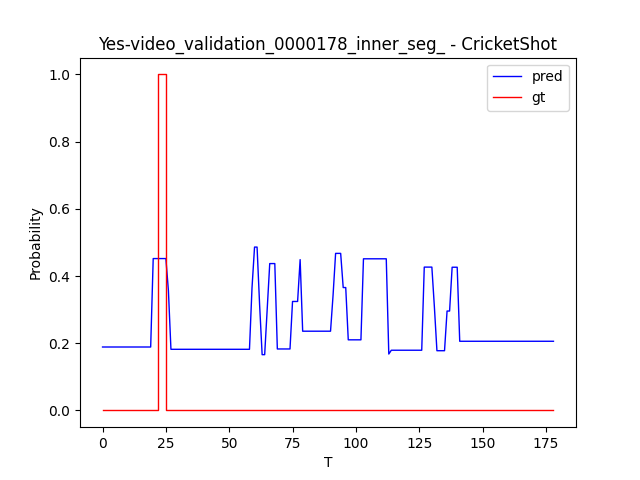 Yes-video_validation_0000178_inner_seg_ - CricketShot
pred
gt
1.0
0.8
0.6
0.4
0.2
0.0
Probability
0
25
50
75
100
125
150
175
T